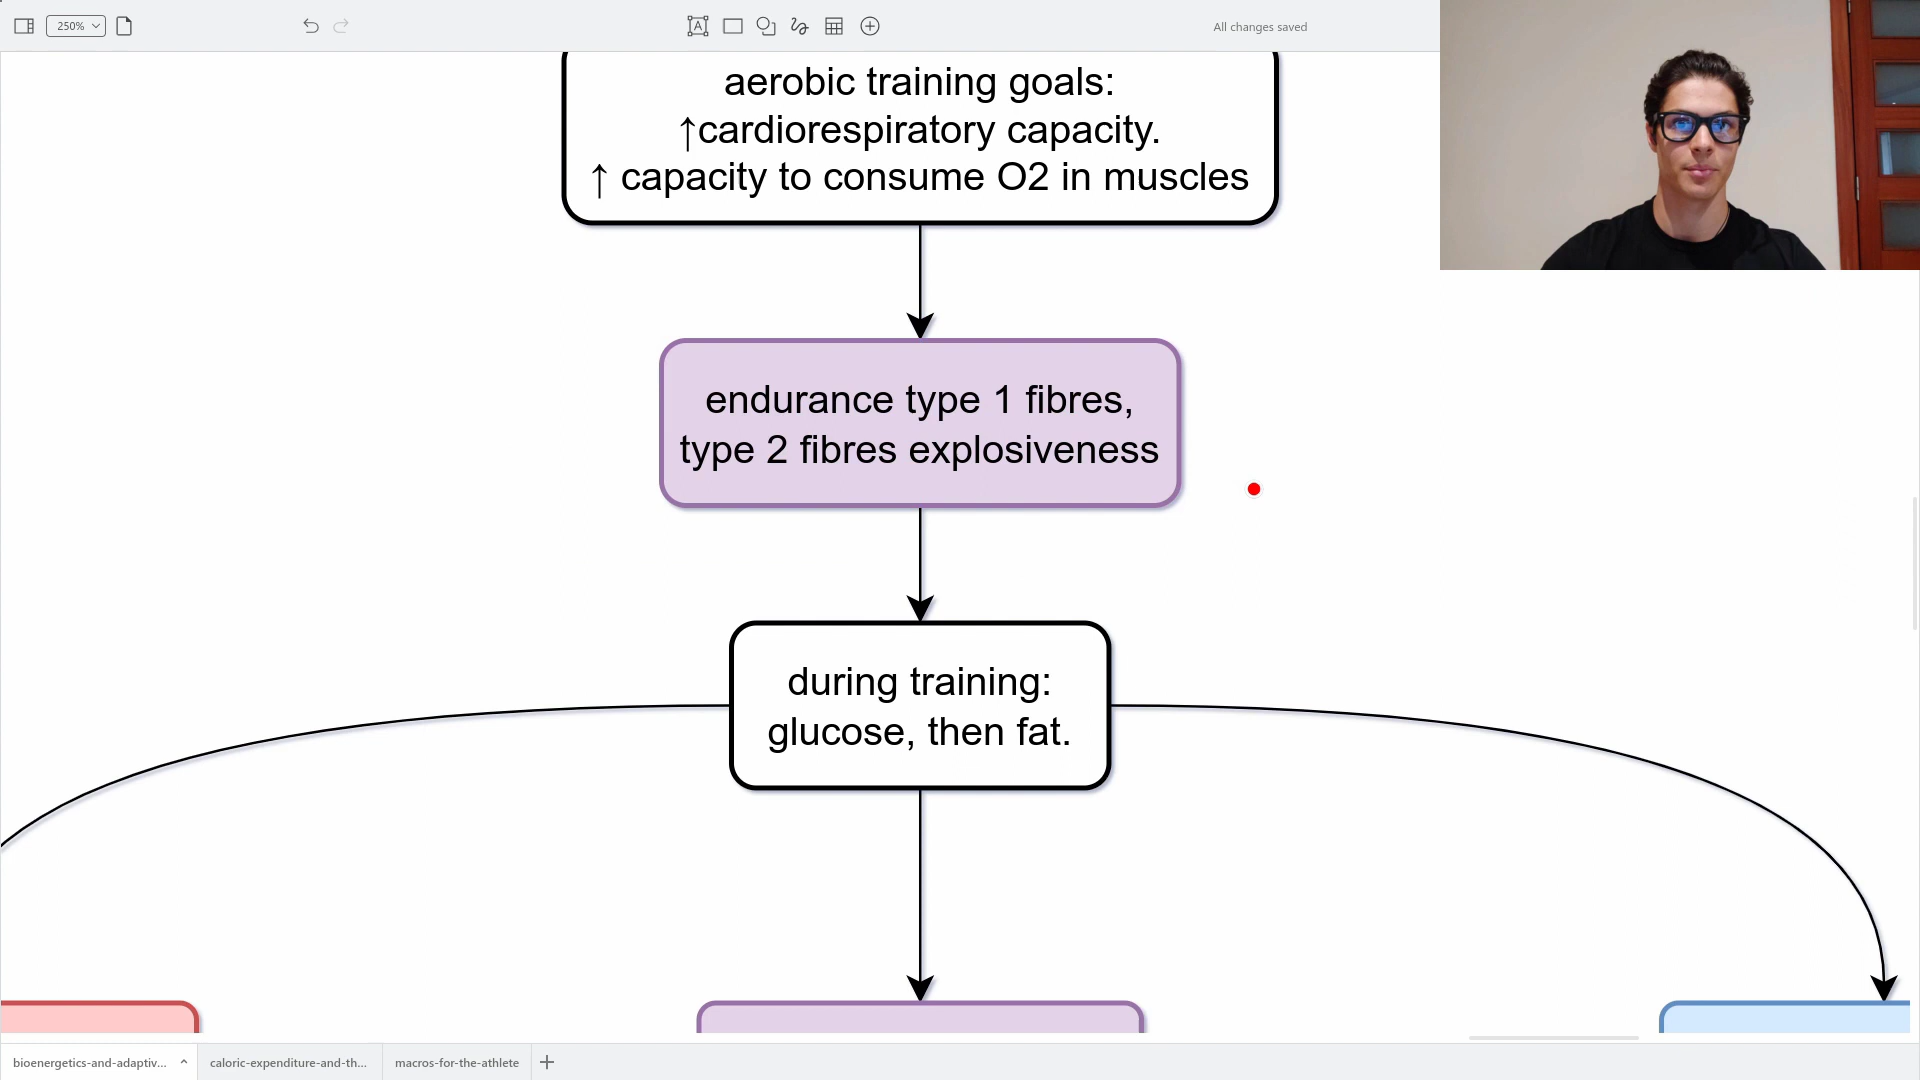 250%
All changes saved
aerobic training goals:
↑cardiorespiratory capacity.
↑ capacity to consume O2 in muscles
endurance type 1 fibres,
type 2 fibres explosiveness
during training:
glucose, then fat.
bioenergetics-and-adaptiv...
caloric-expenditure-and-th...
macros-for-the-athlete